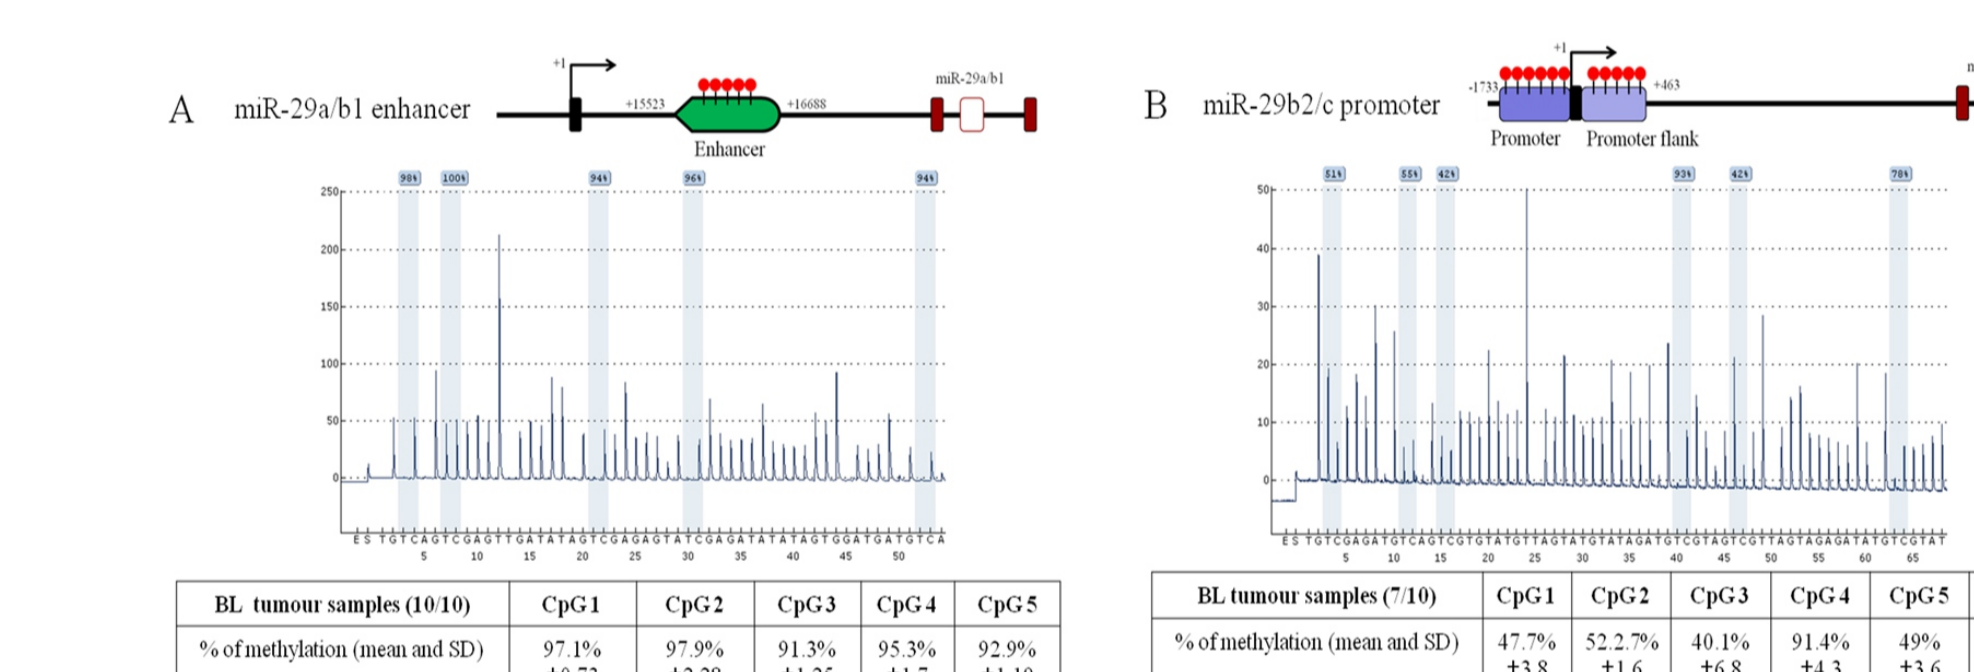 A miR-29a/b1 enhancer
+1
+15523
+16688
miR-29a/b1
Enhancer
98% 100% 94% 96% 94%
250
200
150
100
50
0
E S T G T C A G T C G A G T T G A T A T A G T C G A G A G T A T C G A G A T A T A T A G T G G A T G A T G T C A
5 10 15 20 25 30 35 40 45 50
BL tumour samples (10/10) CpG 1 CpG 2 CpG 3 CpG 4 CpG 5
% of methylation (mean and SD) 97.1% 97.9% 91.3% 95.3% 92.9%
B miR-29b2/c promoter
-1733
+1
+463
Promoter Promoter flank
51% 55% 42% 93% 42% 78%
50
40
30
20
10
0
E S T G T C G A G A T G T C A G T C G T G T A T G T T A G T A T G T A T A G A T G T C G T A G T C G T T A G T A G A G A T A T G T C G T A T
5 10 15 20 25 30 35 40 45 50 55 60 65
BL tumour samples (7/10) CpG 1 CpG 2 CpG 3 CpG 4 CpG 5
% of methylation (mean and SD) 47.7% 52.2.7% 40.1% 91.4% 49%
±3.8 ±1.6 ±6.8 ±4.3 ±3.6